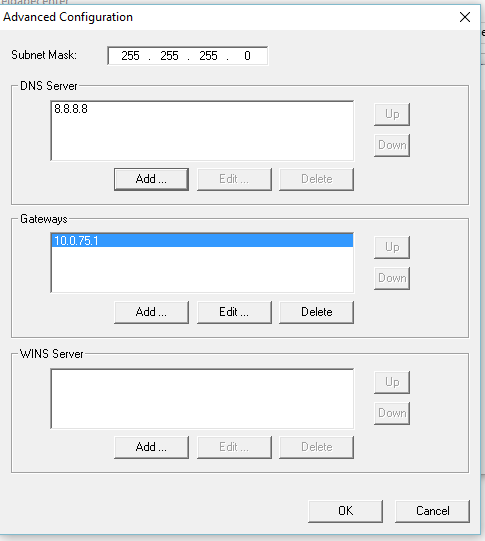 Advanced Configuration
Subnet Mask: 255 . 255 . 255 . 0
DNS Server
8.8.8.8
Up
Down
Add ... Edit ... Delete
Gateways
10.0.75.1
Up
Down
Add ... Edit ... Delete
WINS Server
Up
Down
Add ... Edit ... Delete
OK Cancel